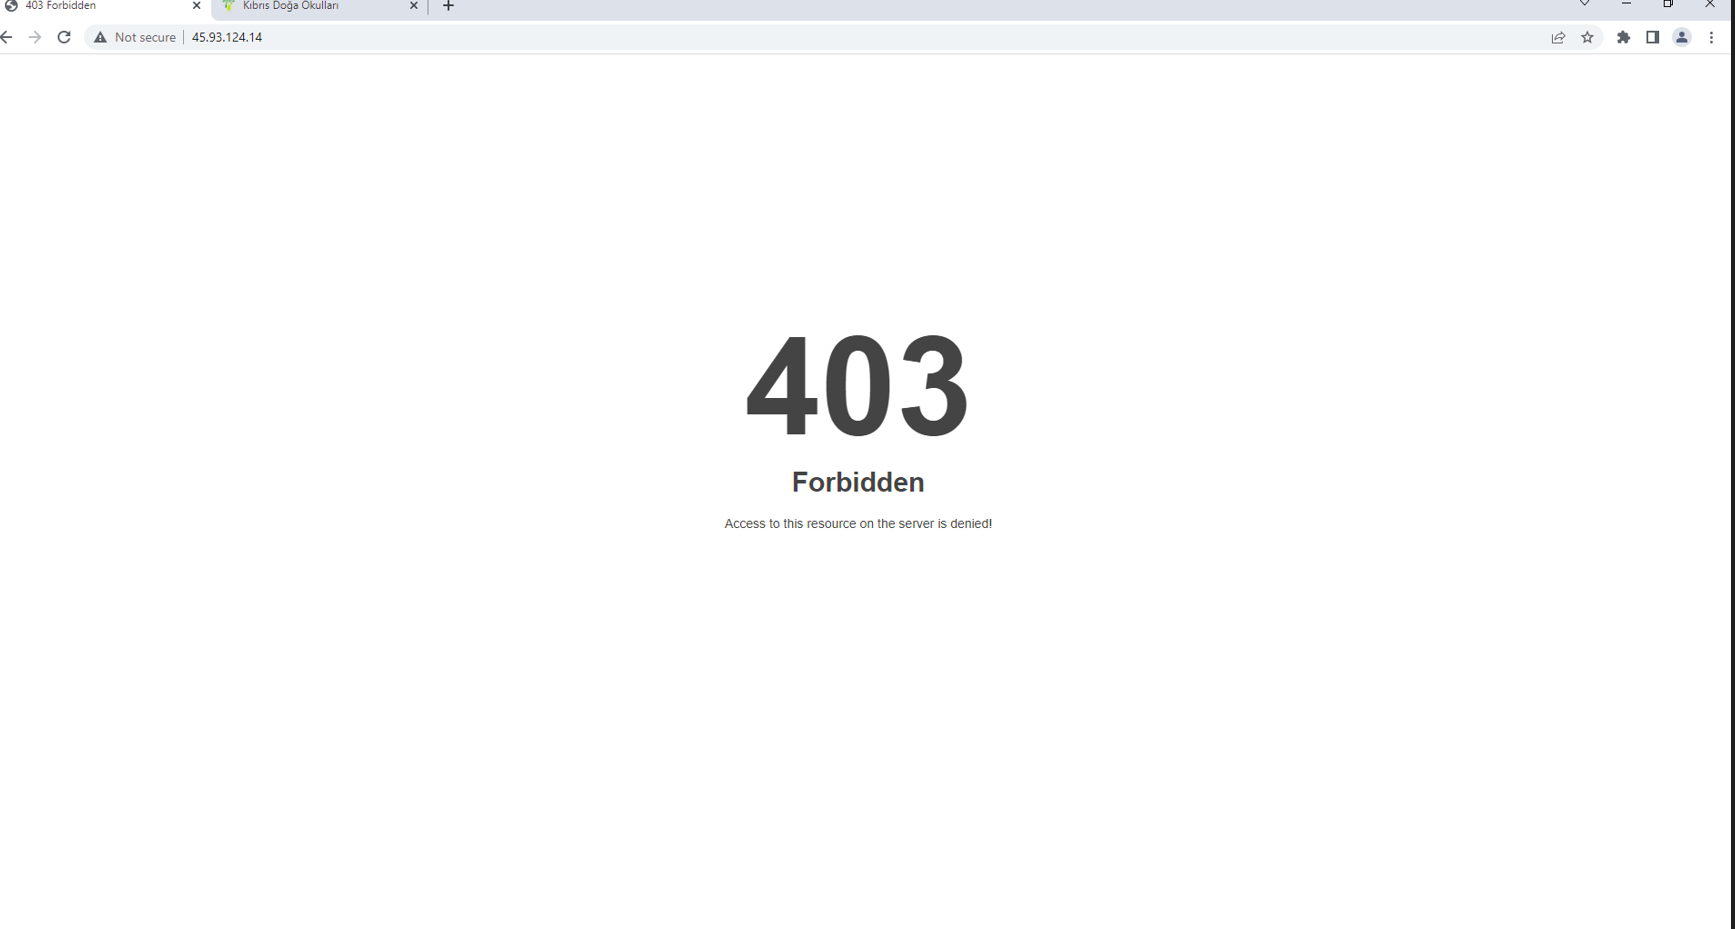 403 Forbidden
Kıbrıs Doğa Okulları
Not secure
45.93.124.14
403
Forbidden
Access to this resource on the server is denied!